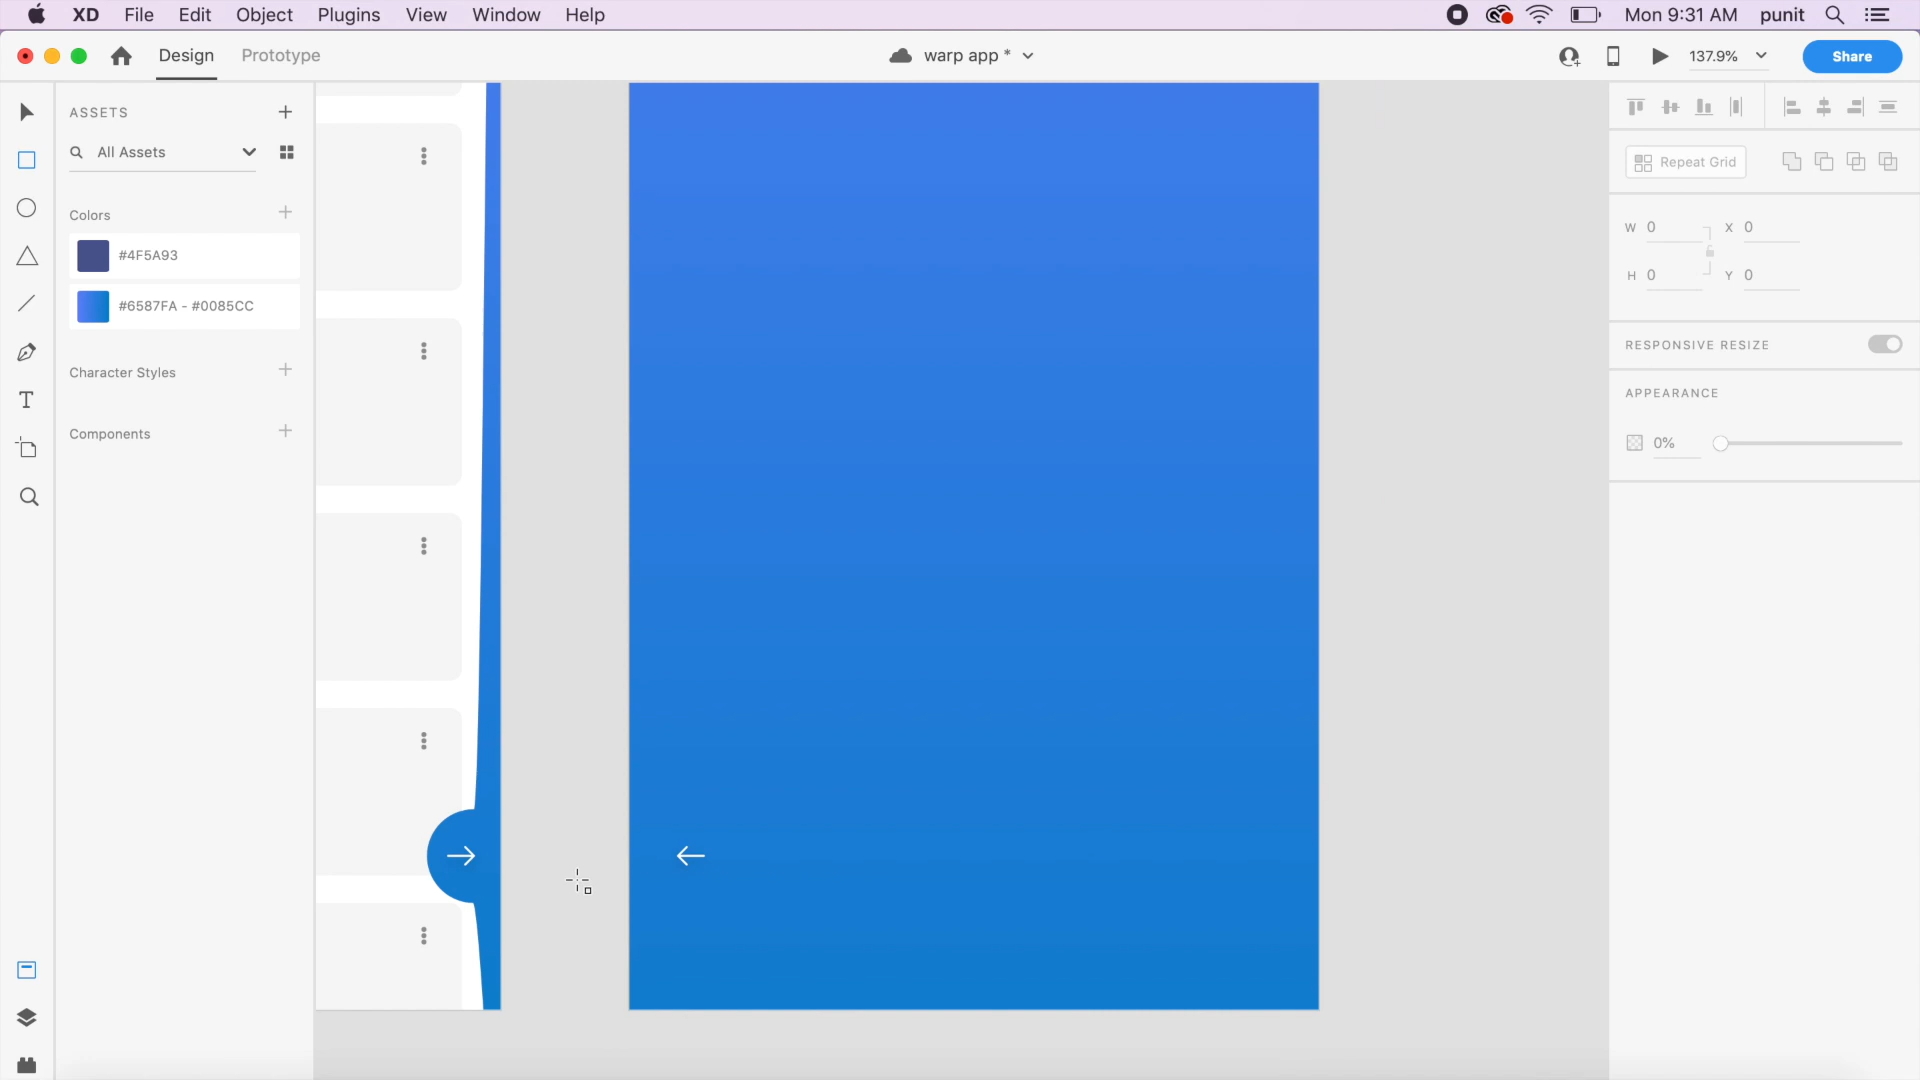 XD File Edit Object Plugins View Window Help Mon 9:31 AM punit
Design Prototype warp app * 137.9% Share
ASSETS
All Assets
Repeat Grid
Colors
W 0 X 0
#4F5A93
H 0 Y 0
#6587FA - #0085CC
RESPONSIVE RESIZE
Character Styles
APPEARANCE
Components
0%